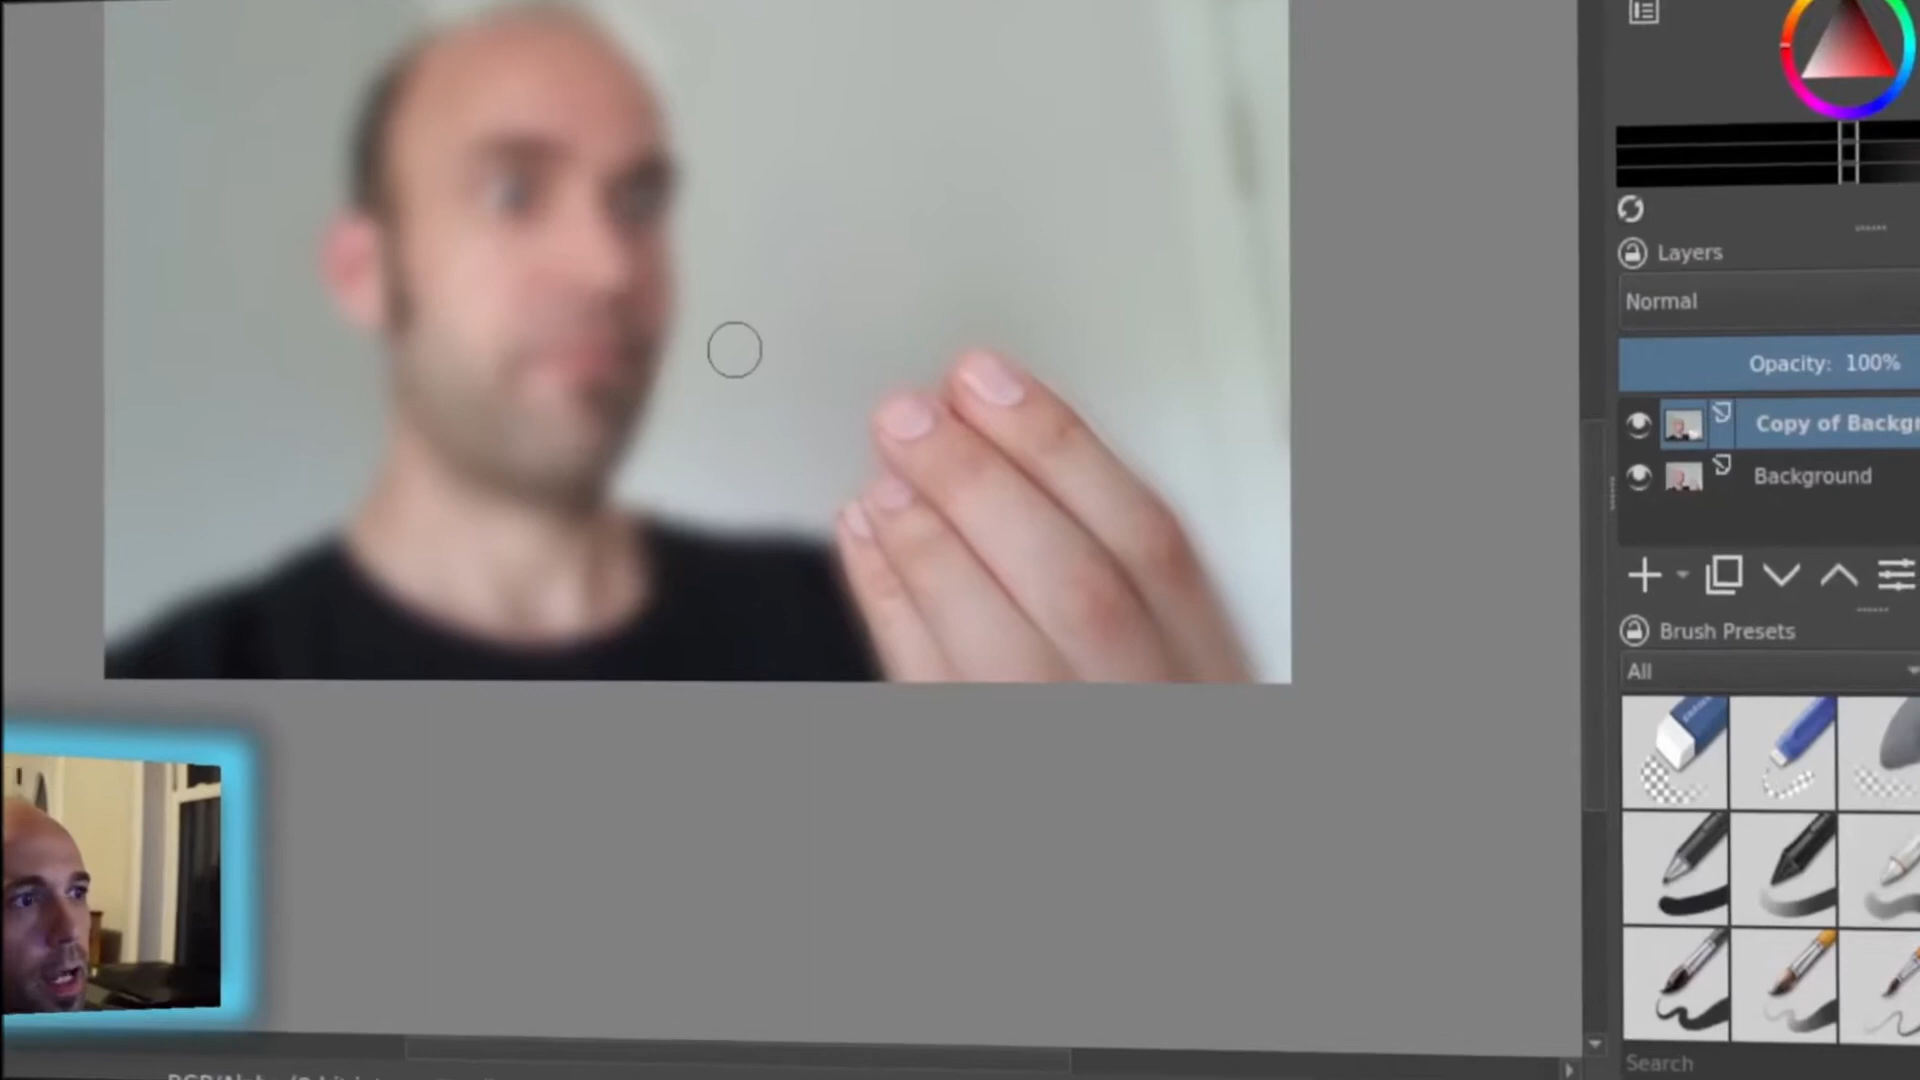 Layers
Normal
Opacity: 100%
Copy of Backgr
Background
Brush Presets
All
Search